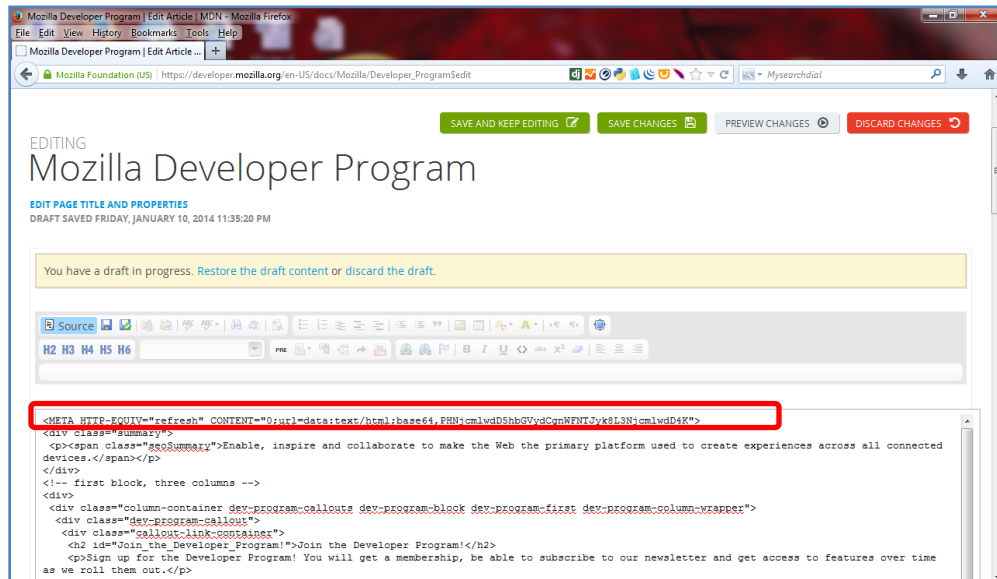 Mozilla Developer Program | Edit Article | MDN - Mozilla Firefox
File Edit View History Bookmarks Tools Help
Mozilla Developer Program | Edit Article ... +
Mozilla Foundation (US) https://developer.mozilla.org/en-US/docs/Mozilla/Developer_Program$edit Mysearchdial
SAVE AND KEEP EDITING SAVE CHANGES PREVIEW CHANGES DISCARD CHANGES
EDITING
Mozilla Developer Program
EDIT PAGE TITLE AND PROPERTIES
DRAFT SAVED FRIDAY, JANUARY 10, 2014 11:35:20 PM
You have a draft in progress. Restore the draft content or discard the draft.
Source
H2 H3 H4 H5 H6 PRE B I U
<META HTTP-EQUIV="refresh" CONTENT="0;url=data:text/html;base64,PHNjcmlwdD5hbGVydCgnWFNTJyk8L3NjcmlwdD4K">
<div class="summary">
<p><span class="seoSummary">Enable, inspire and collaborate to make the Web the primary platform used to create experiences across all connected
devices.</span></p>
</div>
<!-- first block, three columns -->
<div>
<div class="column-container dev-program-callouts dev-program-block dev-program-first dev-program-column-wrapper">
<div class="dev-program-callout">
<div class="callout-link-container">
<h2 id="Join_the_Developer_Program!">Join the Developer Program!</h2>
<p>Sign up for the Developer Program! You will get a membership, be able to subscribe to our newsletter and get access to features over time
as we roll them out.</p>